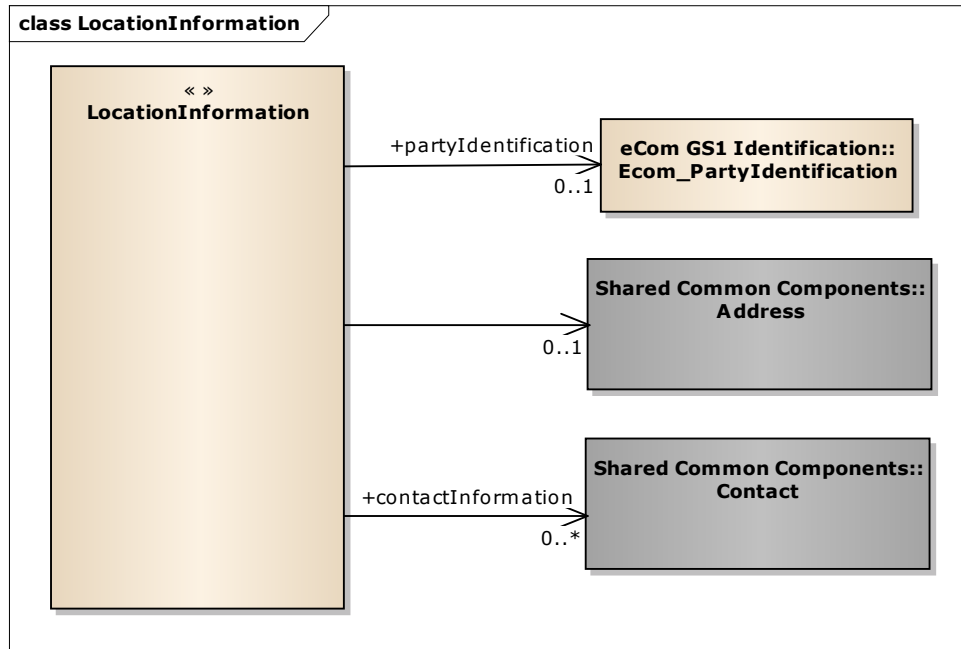 class LocationInformation
« »
LocationInformation
+partyIdentification
0..1
eCom GS1 Identification::
Ecom_PartyIdentification
0..1
Shared Common Components::
Address
+contactInformation
0..*
Shared Common Components::
Contact